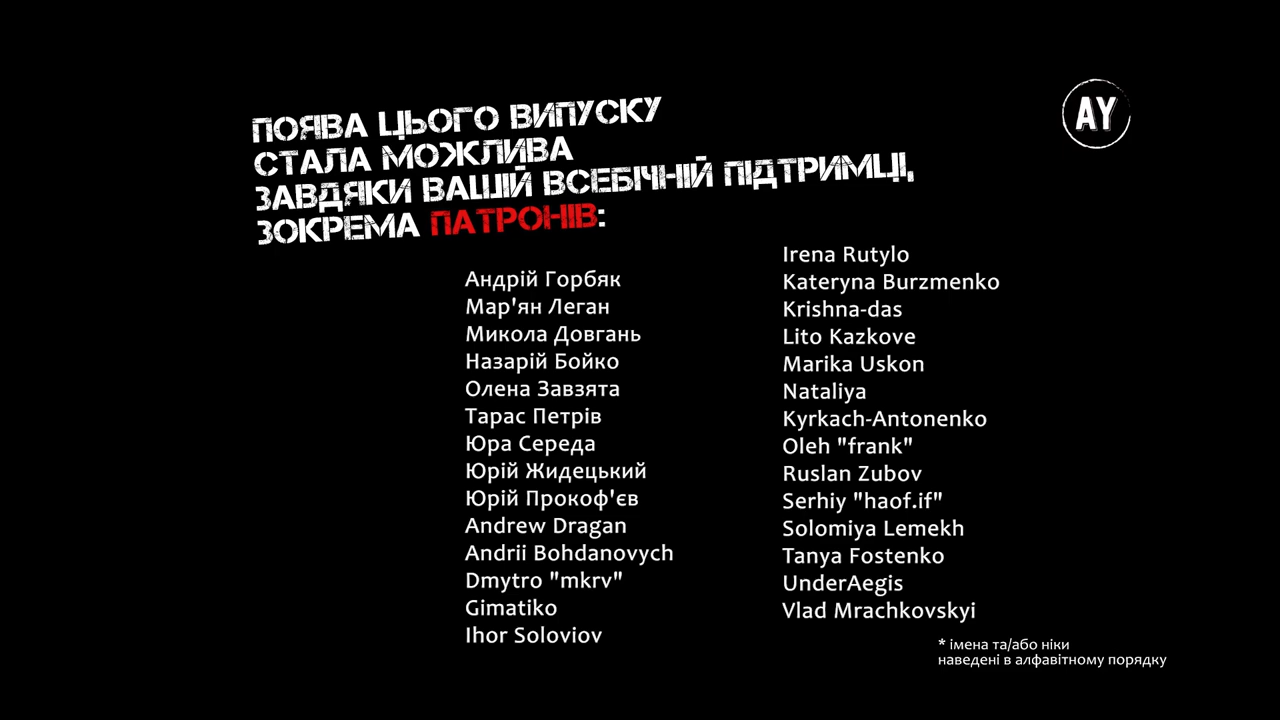 ПОЯВА ЦЬОГО ВИПУСКУ
СТАЛА МОЖЛИВА
ЗАВДЯКИ ВАШІЙ ВСЕБІЧНІЙ ПІДТРИМЦІ,
ЗОКРЕМА ПАТРОНІВ:
AY
Андрій Горбяк
Мар'ян Леган
Микола Довгань
Назарій Бойко
Олена Завзята
Тарас Петрів
Юра Середа
Юрій Жидецький
Юрій Прокоф'єв
Andrew Dragan
Andrii Bohdanovych
Dmytro "mkrv"
Gimatiko
Ihor Soloviov
Irena Rutylo
Kateryna Burzmenko
Krishna-das
Lito Kazkove
Marika Uskon
Nataliya
Kyrkach-Antonenko
Oleh "frank"
Ruslan Zubov
Serhiy "haof.if"
Solomiya Lemekh
Tanya Fostenko
UnderAegis
Vlad Mrachkovskyi
* імена та/або ніки
наведені в алфавітному порядку